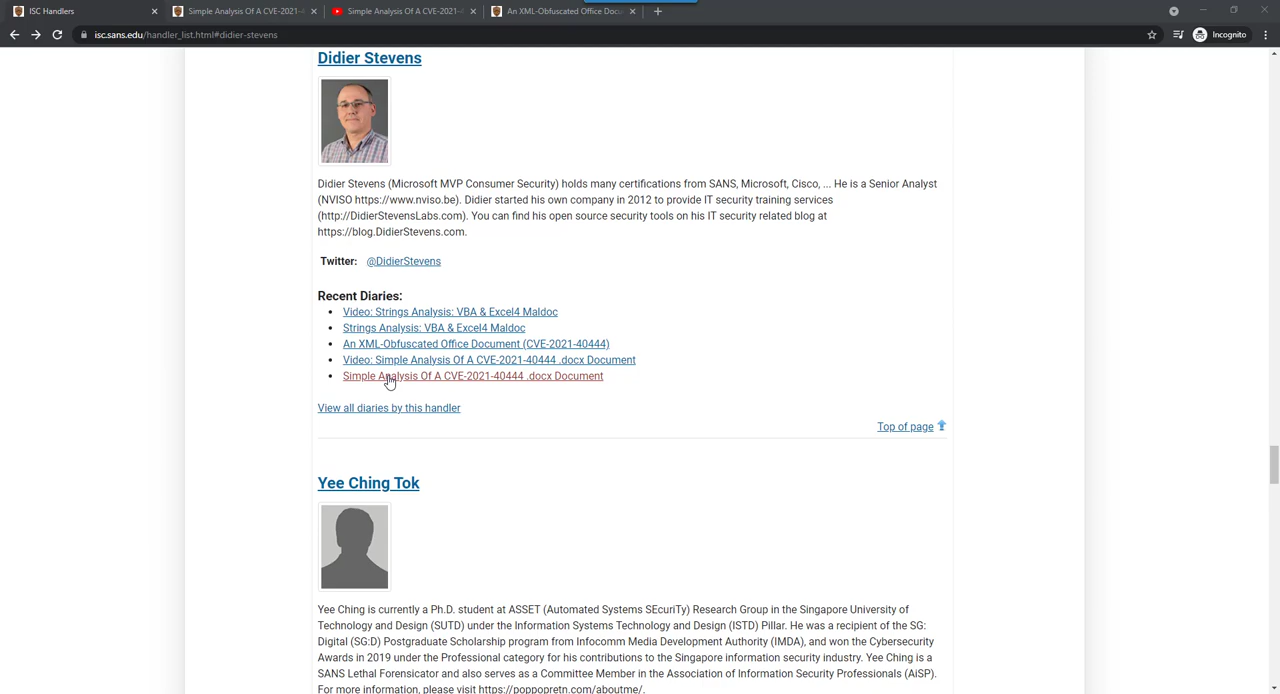 ISC Handlers
Simple Analysis Of A CVE-2021-4
Simple Analysis Of A CVE-2021-4
An XML-Obfuscated Office Docu
isc.sans.edu/handler_list.html#didier-stevens
Incognito
Didier Stevens
Didier Stevens (Microsoft MVP Consumer Security) holds many certifications from SANS, Microsoft, Cisco, ... He is a Senior Analyst
(NVISO https://www.nviso.be). Didier started his own company in 2012 to provide IT security training services
(http://DidierStevensLabs.com). You can find his open source security tools on his IT security related blog at
https://blog.DidierStevens.com.
Twitter: @DidierStevens
Recent Diaries:
• Video: Strings Analysis: VBA & Excel4 Maldoc
• Strings Analysis: VBA & Excel4 Maldoc
• An XML-Obfuscated Office Document (CVE-2021-40444)
• Video: Simple Analysis Of A CVE-2021-40444 .docx Document
• Simple Analysis Of A CVE-2021-40444 .docx Document
View all diaries by this handler
Top of page
Yee Ching Tok
Yee Ching is currently a Ph.D. student at ASSET (Automated Systems SEcuriTy) Research Group in the Singapore University of
Technology and Design (SUTD) under the Information Systems Technology and Design (ISTD) Pillar. He was a recipient of the SG:
Digital (SG:D) Postgraduate Scholarship program from Infocomm Media Development Authority (IMDA), and won the Cybersecurity
Awards in 2019 under the Professional category for his contributions to the Singapore information security industry. Yee Ching is a
SANS Lethal Forensicator and also serves as a Committee Member in the Association of Information Security Professionals (AiSP).
For more information, please visit https://poppopretn.com/aboutme/.